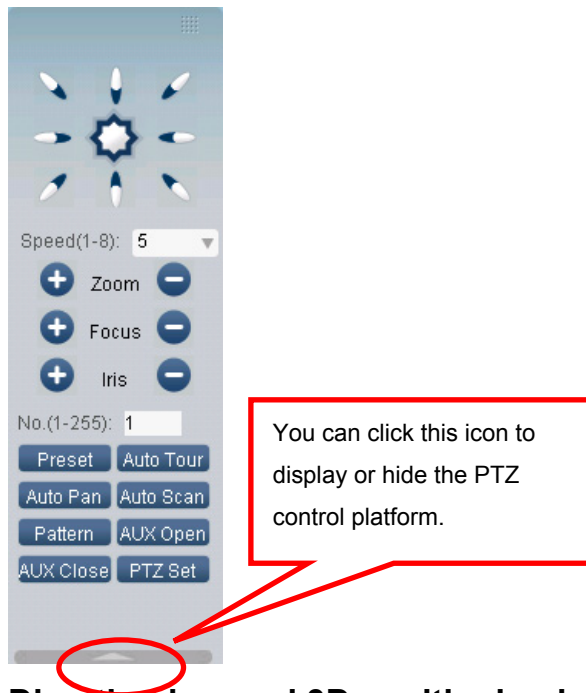 Speed(1-8): 5
Zoom
Focus
Iris
No.(1-255): 1
Preset Auto Tour
Auto Pan Auto Scan
Pattern AUX Open
AUX Close PTZ Set
You can click this icon to
display or hide the PTZ
control platform.